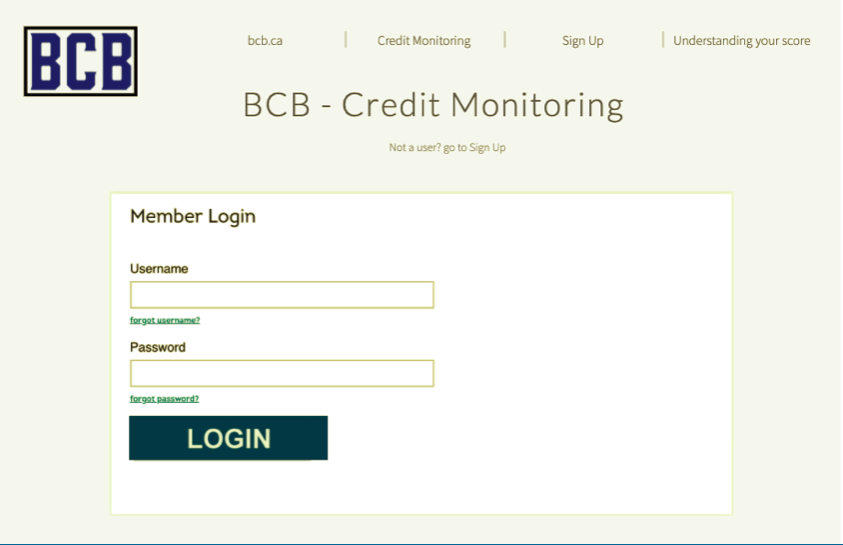 BCB
bcb.ca | Credit Monitoring | Sign Up | Understanding your score
BCB - Credit Monitoring
Not a user? go to Sign Up
Member Login
Username
forgot username?
Password
forgot password?
LOGIN